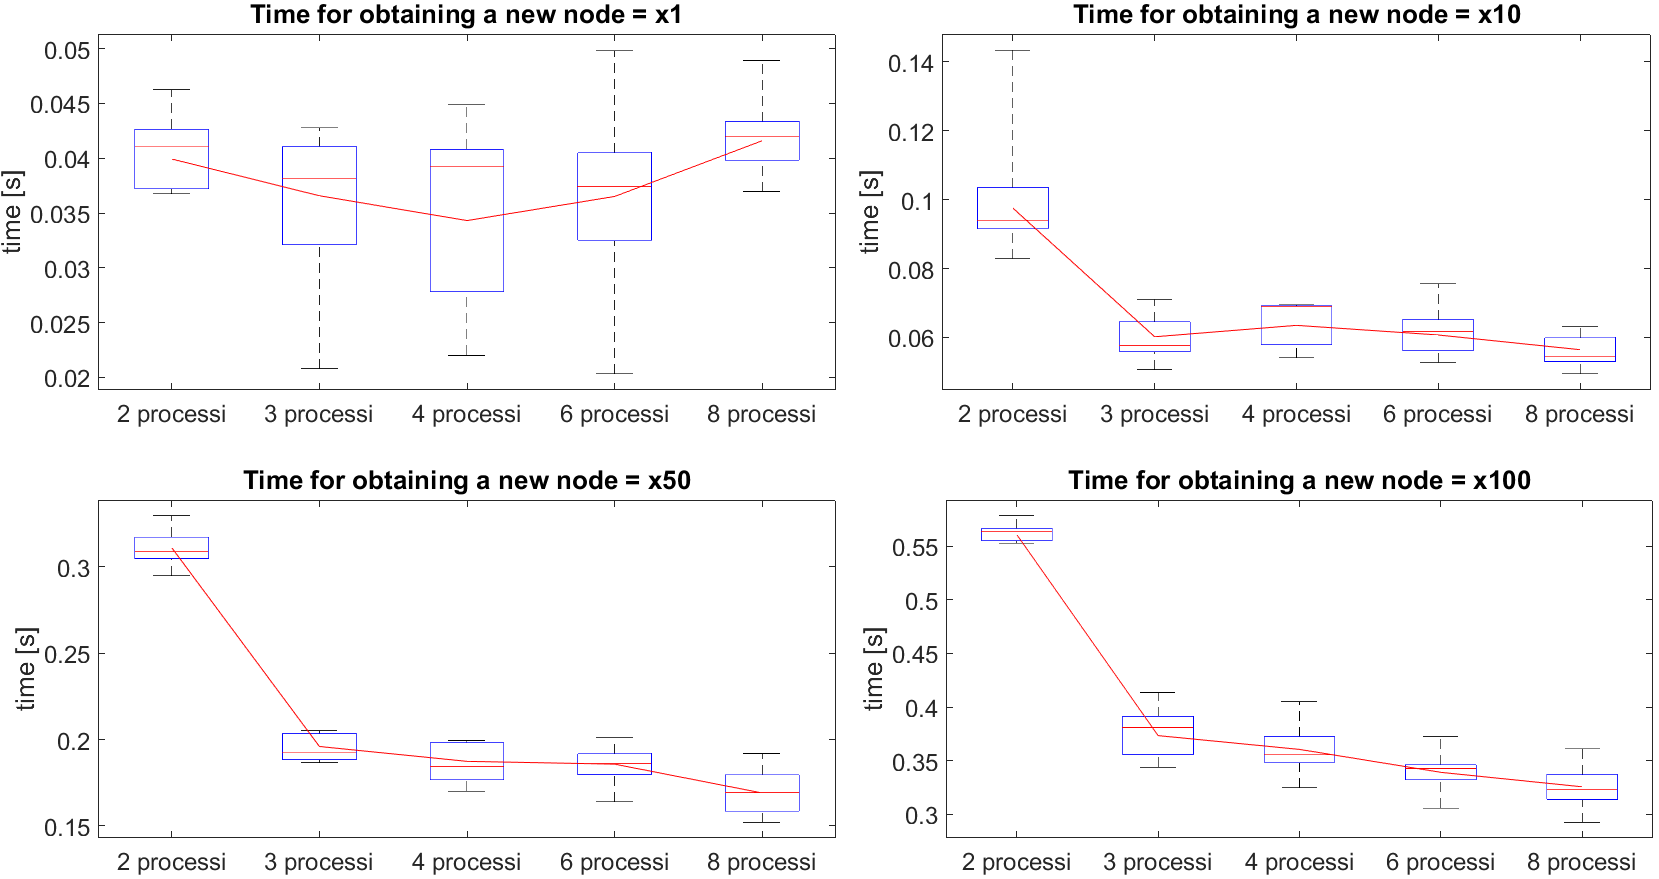 Time for obtaining a new node = x1
0.05
0.045
0.04
0.035
0.03
0.025
0.02
time [s]
2 processi 3 processi 4 processi 6 processi 8 processi
Time for obtaining a new node = x10
0.14
0.12
0.1
0.08
0.06
time [s]
2 processi 3 processi 4 processi 6 processi 8 processi
Time for obtaining a new node = x50
0.3
0.25
0.2
0.15
time [s]
2 processi 3 processi 4 processi 6 processi 8 processi
Time for obtaining a new node = x100
0.55
0.5
0.45
0.4
0.35
0.3
time [s]
2 processi 3 processi 4 processi 6 processi 8 processi